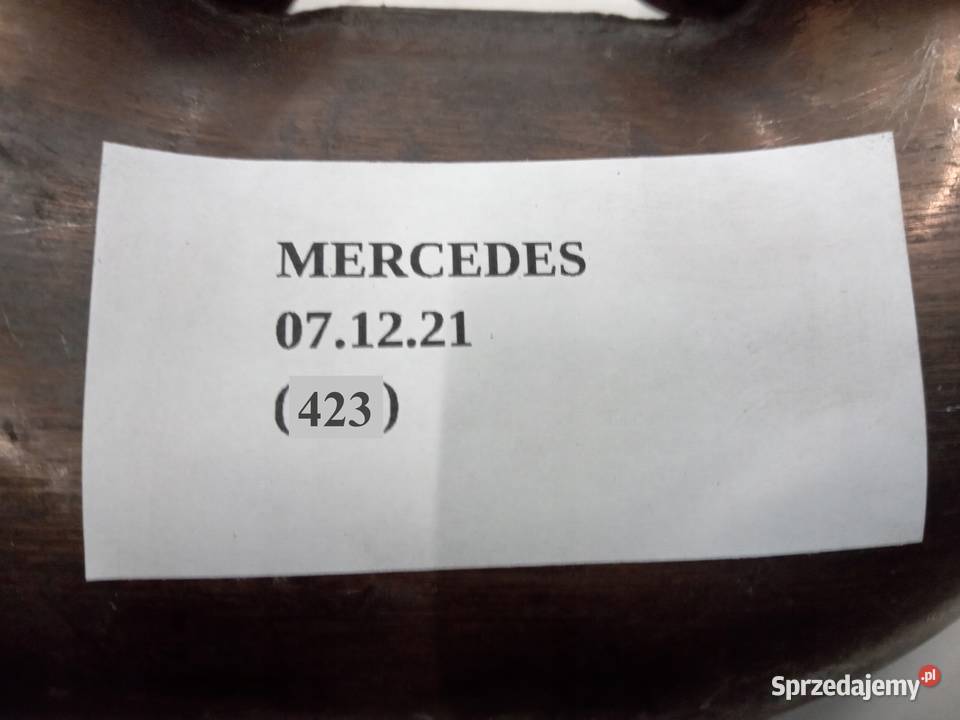 MERCEDES
07.12.21
(423)
Sprzedajemy.pl